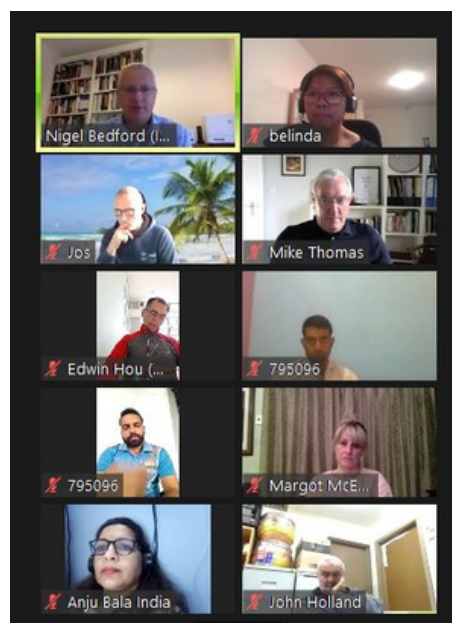 Nigel Bedford (I...
belinda
Jos
Mike Thomas
Edwin Hou (...
795096
795096
Margot McE...
Anju Bala India
John Holland